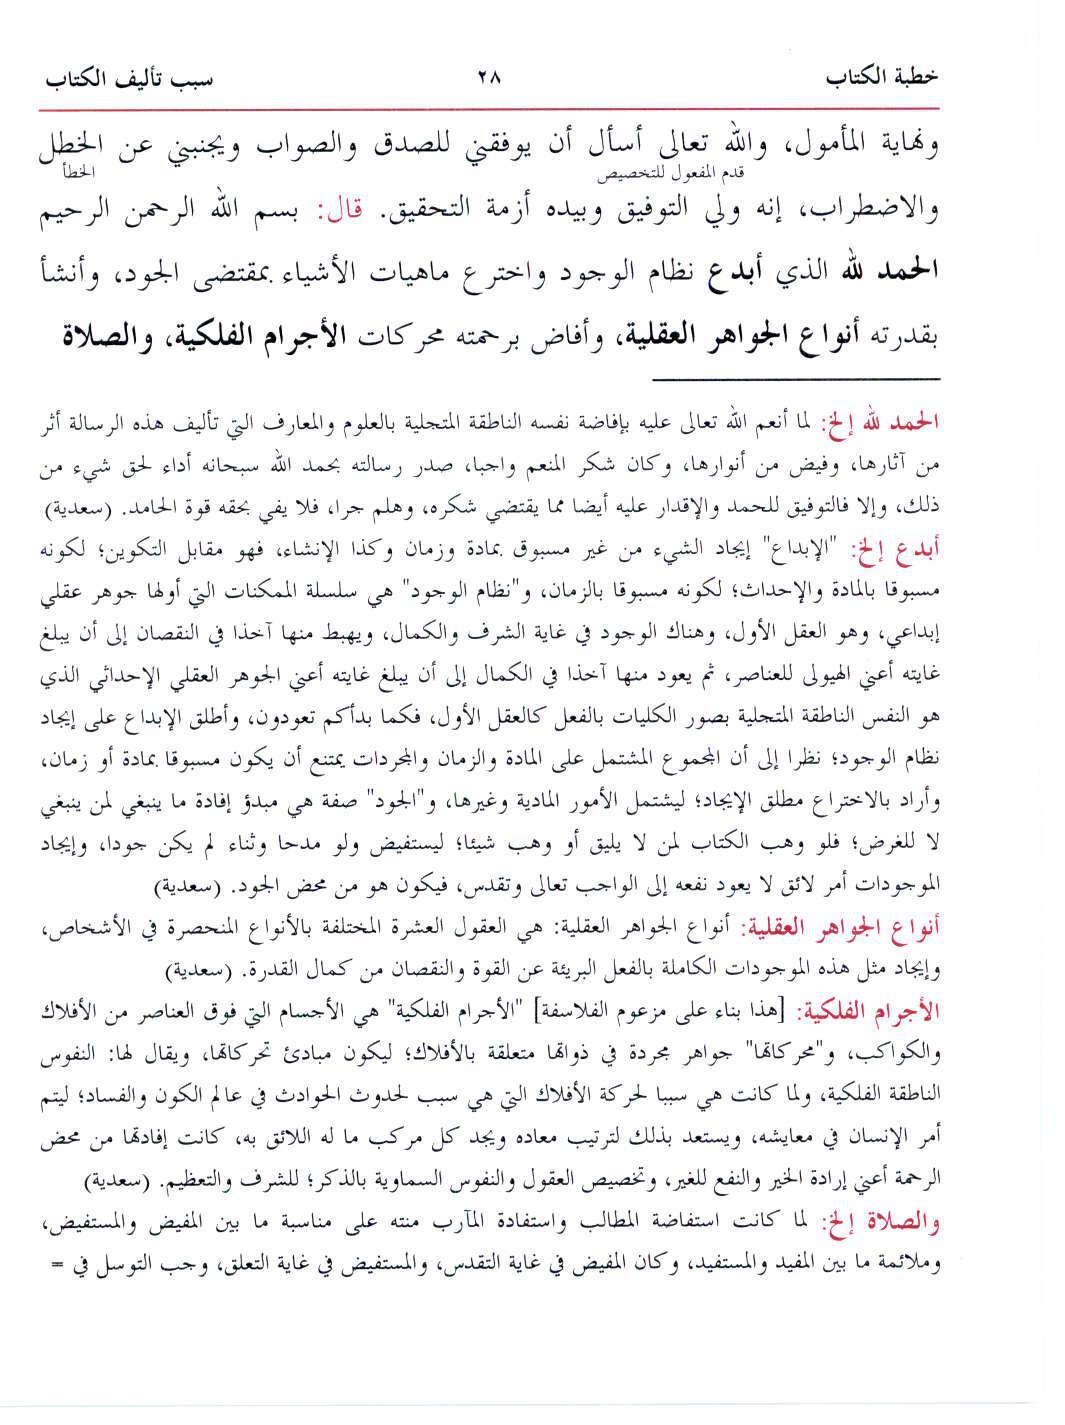 خطبة الكتاب ٢٨ سبب تأليف الكتاب
ونهاية المأمول، والله تعالى أسأل أن يوفقني للصدق والصواب ويجنبني عن الخطل
قدم المفعول للتخصيص الخطأ
والاضطراب، إنه ولي التوفيق وبيده أزمة التحقيق. قال: بسم الله الرحمن الرحيم
الحمد لله الذي أبدع نظام الوجود واخترع ماهيات الأشياء بمقتضى الجود، وأنشأ
بقدرته أنواع الجواهر العقلية، وأفاض برحمته محركات الأجرام الفلكية، والصلاة
الحمد لله إلخ: لما أنعم الله تعالى عليه بإفاضة نفسه الناطقة المتحلية بالعلوم والمعارف التي تأليف هذه الرسالة أثر
من آثارها، وفيض من أنوارها، وكان شكر المنعم واجبا، صدر رسالته بحمد الله سبحانه أداء لحق شيء من
ذلك، وإلا فالتوفيق للحمد والإقدار عليه أيضا مما يقتضي شكره، وهلم جرا، فلا يفي بحقه قوة الحامد. (سعدية)
أبدع إلخ: "الإبداع" إيجاد الشيء من غير مسبوق بمادة وزمان وكذا الإنشاء، فهو مقابل التكوين؛ لكونه
مسبوقا بالمادة والإحداث؛ لكونه مسبوقا بالزمان، و"نظام الوجود" هي سلسلة الممكنات التي أولها جوهر عقلي
إبداعي، وهو العقل الأول، وهناك الوجود في غاية الشرف والكمال، ويهبط منها آخذا في النقصان إلى أن يبلغ
غايته أعني الهيولى للعناصر، ثم يعود منها آخذا في الكمال إلى أن يبلغ غايته أعني الجوهر العقلي الإحداثي الذي
هو النفس الناطقة المتجلية بصور الكليات بالفعل كالعقل الأول، فكما بدأكم تعودون، وأطلق الإبداع على إيجاد
نظام الوجود؛ نظرا إلى أن المجموع المشتمل على المادة والزمان والمجردات يمتنع أن يكون مسبوقا بمادة أو زمان،
وأراد بالاختراع مطلق الإيجاد؛ ليشتمل الأمور المادية وغيرها، و"الجود" صفة هي مبدؤ إفادة ما ينبغي لمن ينبغي
لا للغرض؛ فلو وهب الكتاب لمن لا يليق أو وهب شيئا؛ ليستفيض ولو مدحا وثناء لم يكن جودا، وإيجاد
الموجودات أمر لائق لا يعود نفعه إلى الواجب تعالى وتقدس، فيكون هو من محض الجود. (سعدية)
أنواع الجواهر العقلية: أنواع الجواهر العقلية: هي العقول العشرة المختلفة بالأنواع المنحصرة في الأشخاص،
وإيجاد مثل هذه الموجودات الكاملة بالفعل البريئة عن القوة والنقصان من كمال القدرة. (سعدية)
الأجرام الفلكية: [هذا بناء على مزعوم الفلاسفة] "الأجرام الفلكية" هي الأجسام التي فوق العناصر من الأفلاك
والكواكب، و"محركاتها" جواهر مجردة في ذواتها متعلقة بالأفلاك؛ ليكون مبادئ تحركاتها، ويقال لها: النفوس
الناطقة الفلكية، ولما كانت هي سببا لحركة الأفلاك التي هي سبب لحدوث الحوادث في عالم الكون والفساد؛ ليتم
أمر الإنسان في معايشه، ويستعد بذلك لترتيب معاده ويجد كل مركب ما له اللائق به، كانت إفادتها من محض
الرحمة أعني إرادة الخير والنفع للغير، وتخصيص العقول والنفوس السماوية بالذكر؛ للشرف والتعظيم. (سعدية)
والصلاة إلخ: لما كانت استفاضة المطالب واستفادة المآرب منته على مناسبة ما بين المفيض والمستفيض،
وملائمة ما بين المفيد والمستفيد، وكان المفيض في غاية التقدس، والمستفيض في غاية التعلق، وجب التوسل في =